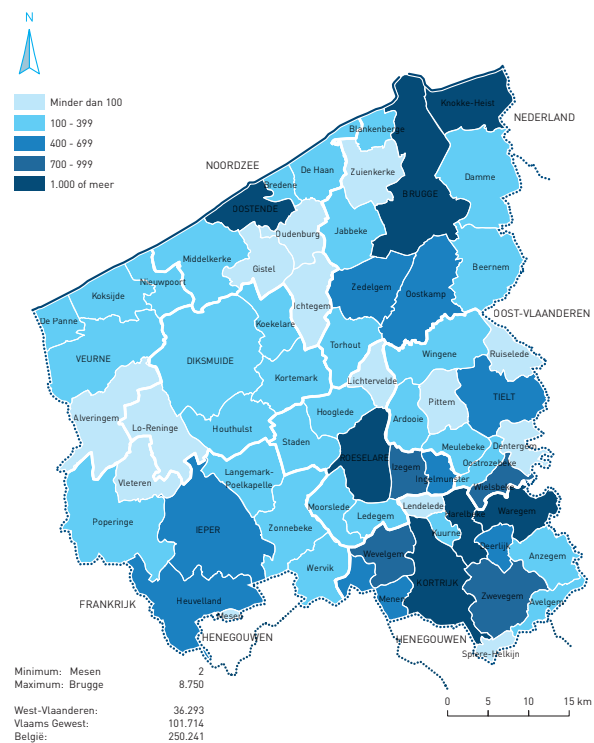 N
Minder dan 100
100 - 399
400 - 699
700 - 999
1.000 of meer
Knokke-Heist
NEDERLAND
Blankenberge
NOORDZEE
De Haan
Zuienkerke
Damme
Bredene
BRUGGE
OOSTENDE
Oudenburg
Jabbeke
Middelkerke
Gistel
Beernem
Nieuwpoort
Zedelgem
Koksijde
Oostkamp
Ichtegem
OOST-VLAANDEREN
De Panne
Koekelare
Torhout
VEURNE
DIKSMUIDE
Wingene
Ruiselede
Kortemark
Lichtervelde
TIELT
Pittem
Hooglede
Ardooie
Alveringem
Lo-Reninge
Houthulst
Staden
Meulebeke
Dentergem
ROESELARE
Izegem
Oostrozebeke
Langemark-
Poelkapelle
Ingelmunster
Vleteren
Wielsbeke
Moorslede
Lendelede
Waregem
Harelbeke
Ledegem
Poperinge
IEPER
Zonnebeke
Kuurne
Deerlijk
Wevelgem
Anzegem
Wervik
KORTRIJK
Zwevegem
Menen
Avelgem
Heuvelland
FRANKRIJK
Mesen
HENEGOUWEN
HENEGOUWEN
Spiere-Helkijn
Minimum: Mesen 2
Maximum: Brugge 8.750
West-Vlaanderen: 36.293
Vlaams Gewest: 101.714
België: 250.241
0 5 10 15 km